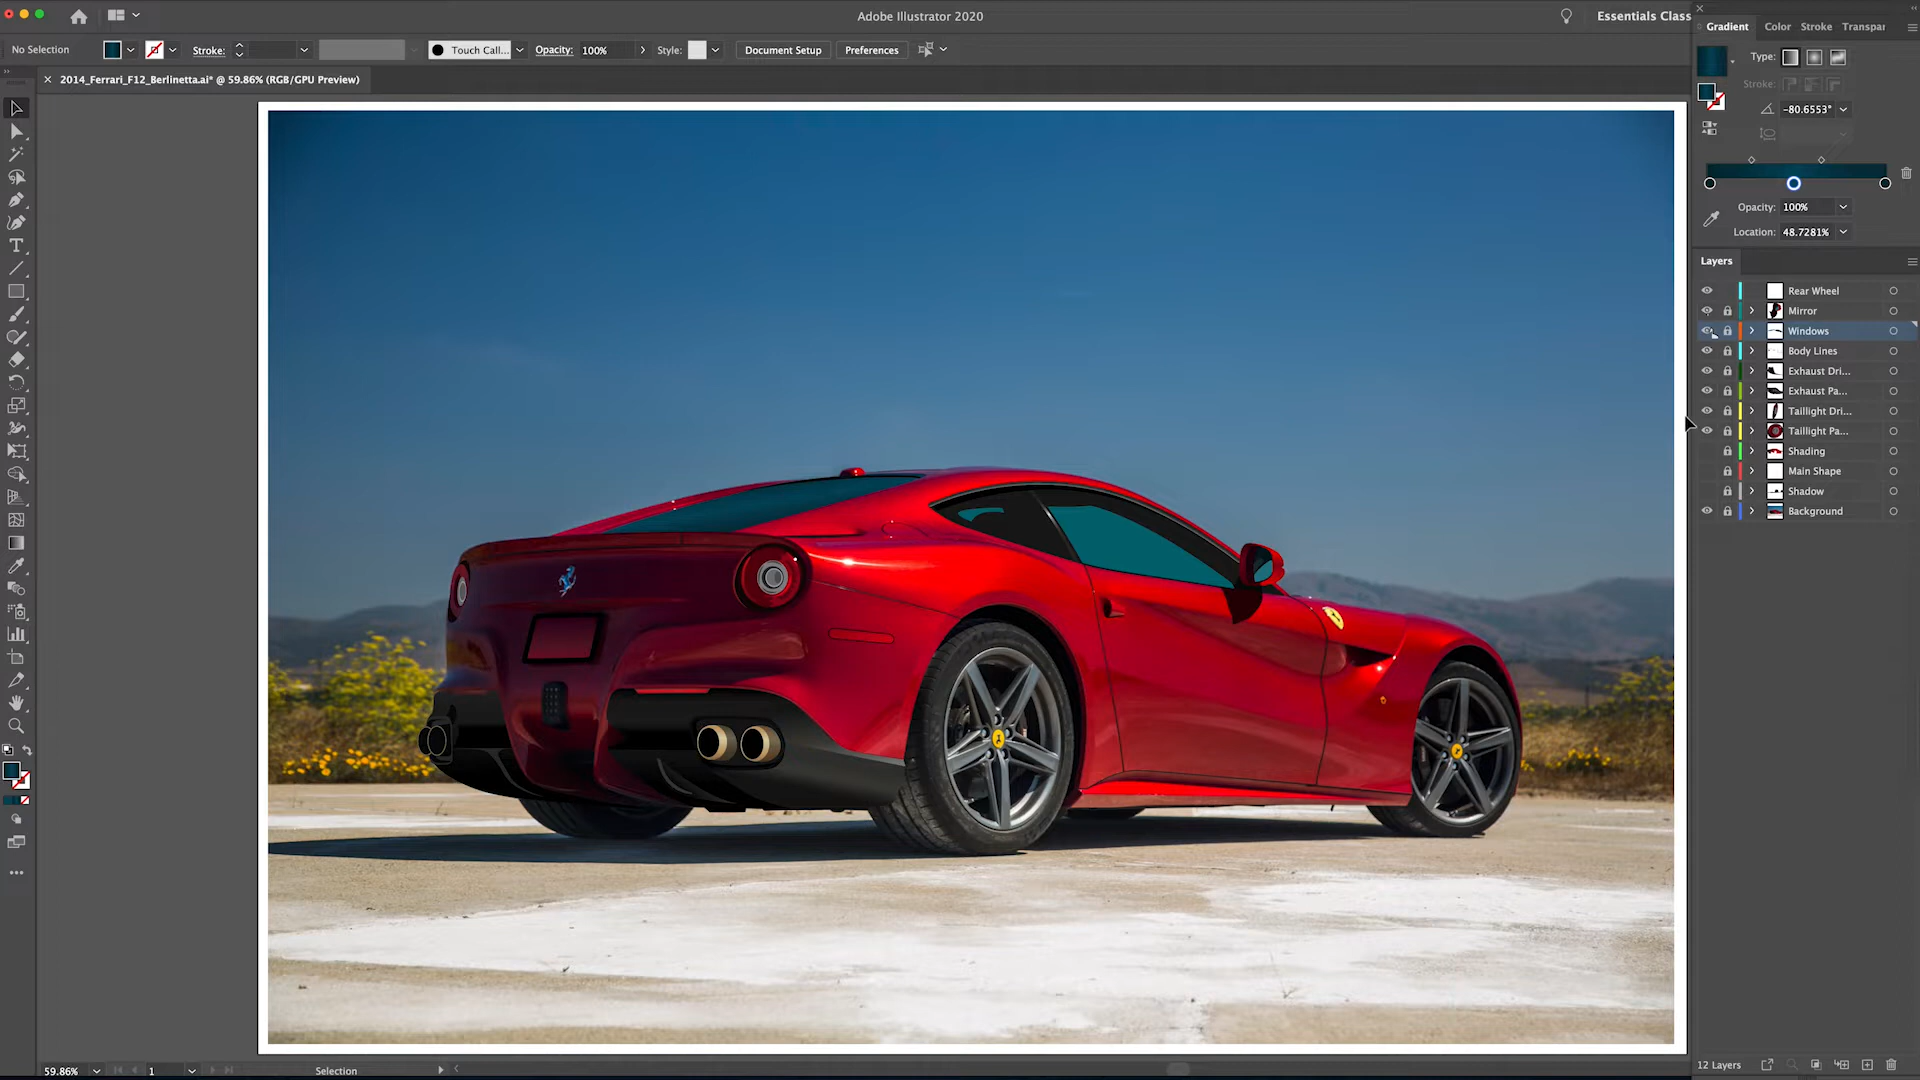 Adobe Illustrator 2020
Essentials Class
No Selection
Stroke:
Touch Call...
Opacity: 100%
Style:
Document Setup
Preferences
2014_Ferrari_F12_Berlinetta.ai* @ 59.86% (RGB/GPU Preview)
Gradient
Color
Stroke
Transpar
Type:
Stroke:
-80.6553°
Opacity: 100%
Location: 48.7281%
Layers
Rear Wheel
Mirror
Windows
Body Lines
Exhaust Dri...
Exhaust Pa...
Taillight Dri...
Taillight Pa...
Shading
Main Shape
Shadow
Background
12 Layers
59.86%
1
Selection